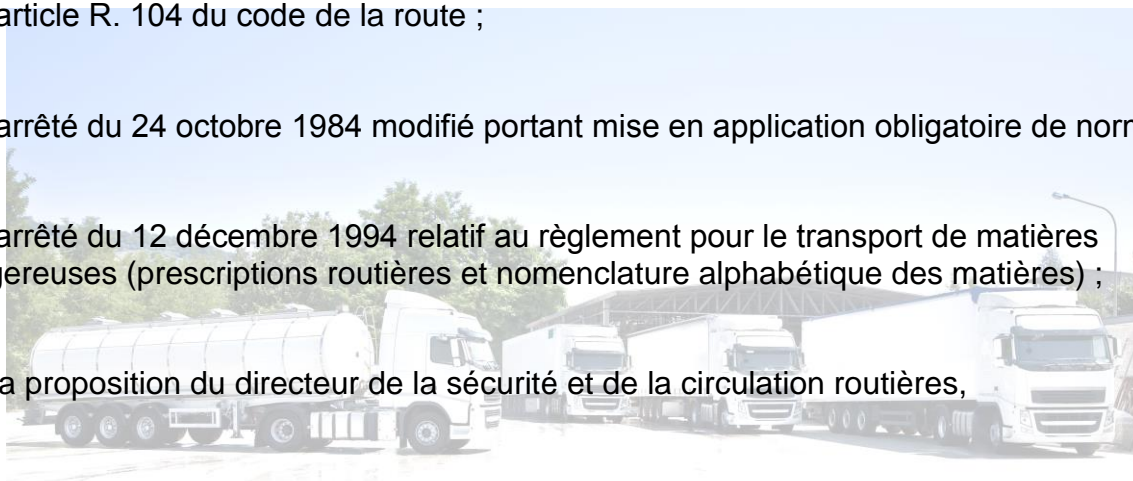 article R. 104 du code de la route ;
arrêté du 24 octobre 1984 modifié portant mise en application obligatoire de
arrêté du 12 décembre 1994 relatif au règlement pour le transport de matières
gereuses (prescriptions routières et nomenclature alphabétique des matières) ;
a proposition du directeur de la sécurité et de la circulation routières,